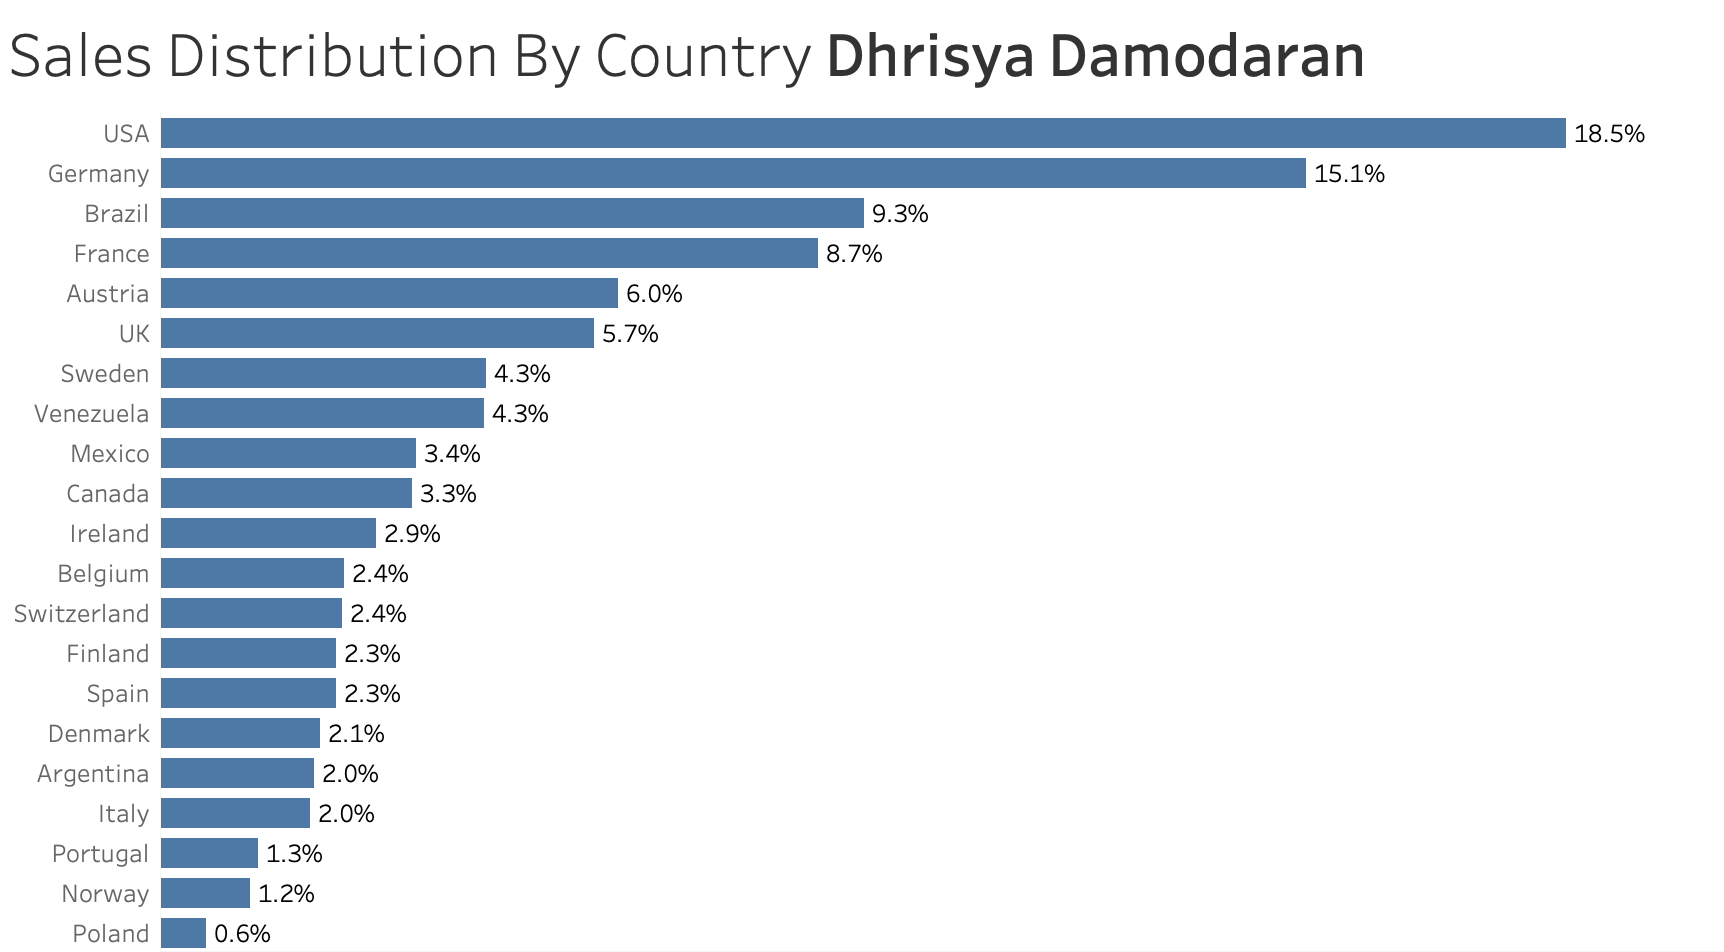 Sales Distribution By Country Dhrisya Damodaran
USA 18.5%
Germany 15.1%
Brazil 9.3%
France 8.7%
Austria 6.0%
UK 5.7%
Sweden 4.3%
Venezuela 4.3%
Mexico 3.4%
Canada 3.3%
Ireland 2.9%
Belgium 2.4%
Switzerland 2.4%
Finland 2.3%
Spain 2.3%
Denmark 2.1%
Argentina 2.0%
Italy 2.0%
Portugal 1.3%
Norway 1.2%
Poland 0.6%